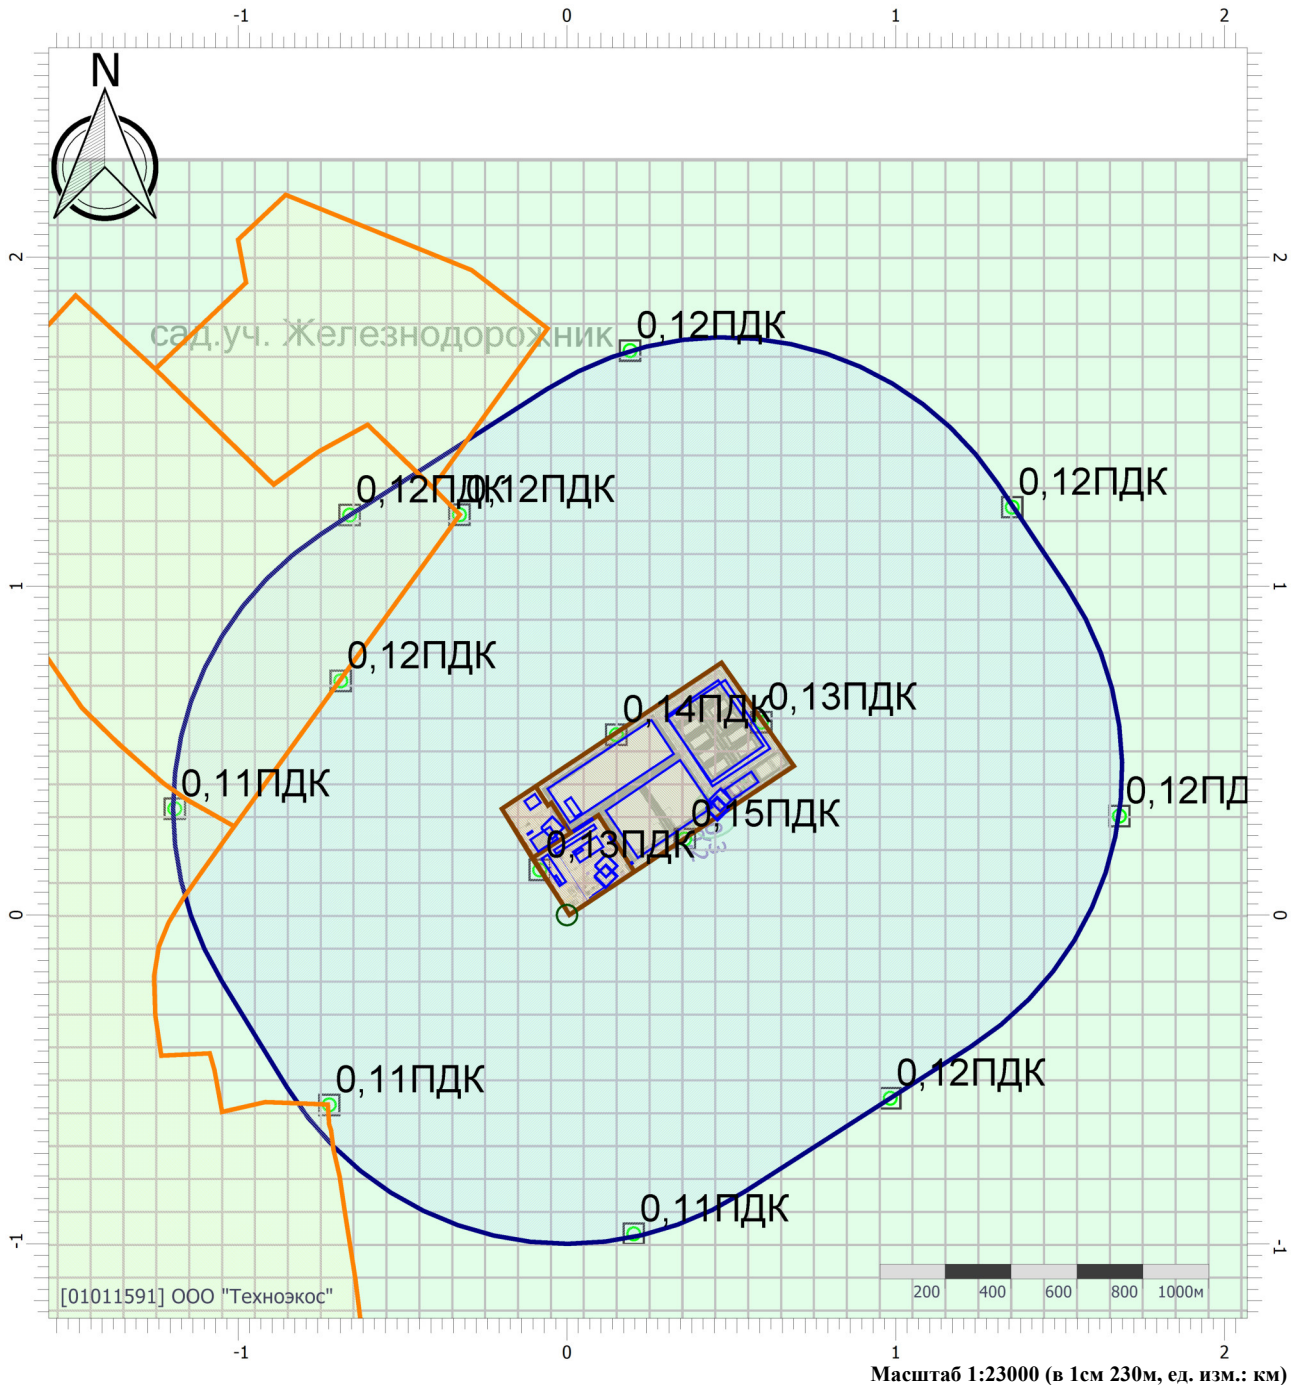 -1 0 1 2
N
2 2
сад.уч. Железнодорожник
0,12ПДК
0,12ПДК
0,12ПДК
0,12ПДК
1 1
0,12ПДК
0,14ПДК
0,13ПДК
0,11ПДК
0,12ПД
0,15ПДК
0,13ПДК
0 0
0,11ПДК
0,12ПДК
0,11ПДК
-1 -1
200 400 600 800 1000м
[01011591] ООО "Техноэкос"
-1 0 1 2
Масштаб 1:23000 (в 1см 230м, ед. изм.: км)